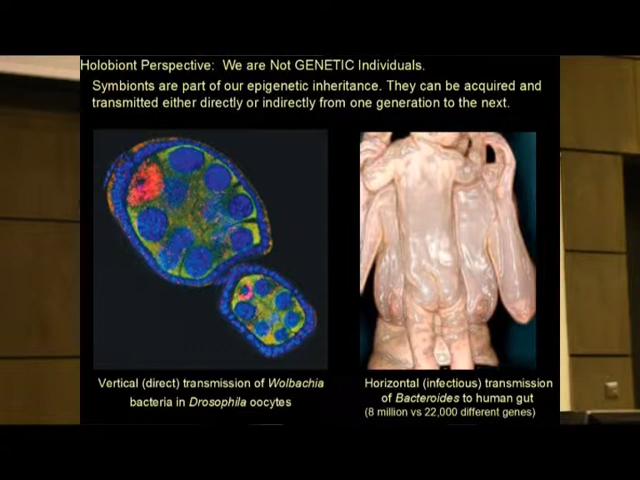 Holobiont Perspective: We are Not GENETIC Individuals.
Symbionts are part of our epigenetic inheritance. They can be acquired and
transmitted either directly or indirectly from one generation to the next.
Vertical (direct) transmission of Wolbachia
bacteria in Drosophila oocytes
Horizontal (infectious) transmission
of Bacteroides to human gut
(8 million vs 22,000 different genes)